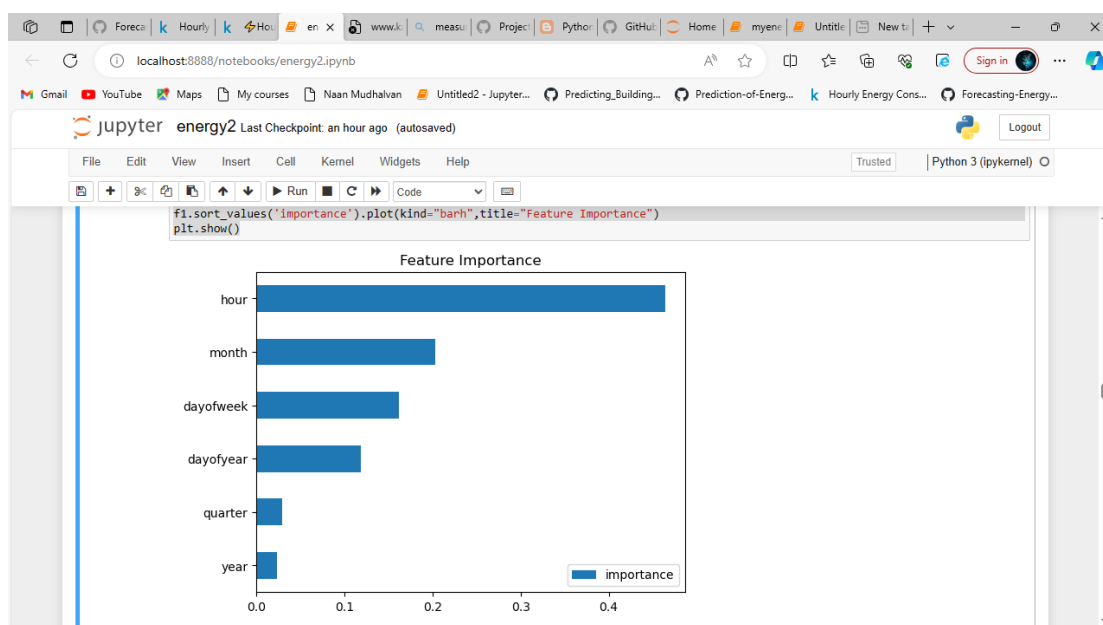 Foreca Hourly Hou en www.k measu Project Python GitHub Home myene Untitle New ta
localhost:8888/notebooks/energy2.ipynb Sign in
Gmail YouTube Maps My courses Naan Mudhalvan Untitled2 - Jupyter... Predicting_Building... Prediction-of-Energ... Hourly Energy Cons... Forecasting-Energy...
jupyter energy2 Last Checkpoint: an hour ago (autosaved) Logout
File Edit View Insert Cell Kernel Widgets Help Trusted Python 3 (ipykernel)
Run Code
f1.sort_values('importance').plot(kind="barh",title="Feature Importance")
plt.show()
Feature Importance
hour
month
dayofweek
dayofyear
quarter
year
importance
0.0 0.1 0.2 0.3 0.4